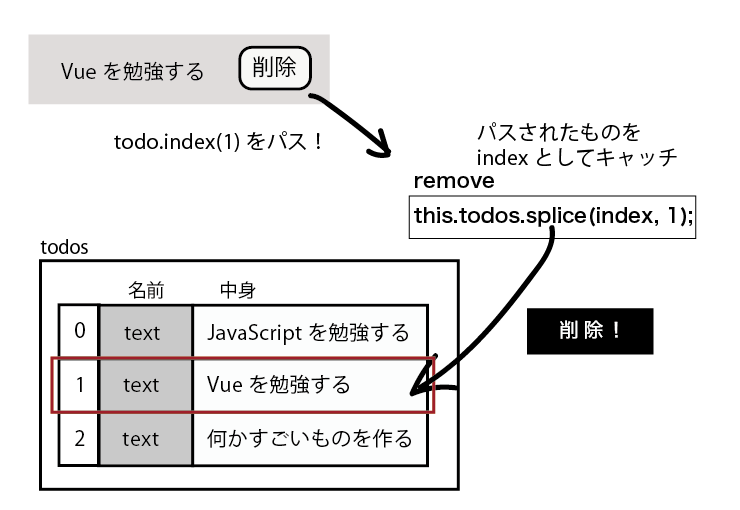 Vue を勉強する
削除
todo.index(1) をパス！
パスされたものを
index としてキャッチ
remove
this.todos.splice(index, 1);
todos
名前 中身
0 text JavaScript を勉強する
1 text Vue を勉強する
2 text 何かすごいものを作る
削除！